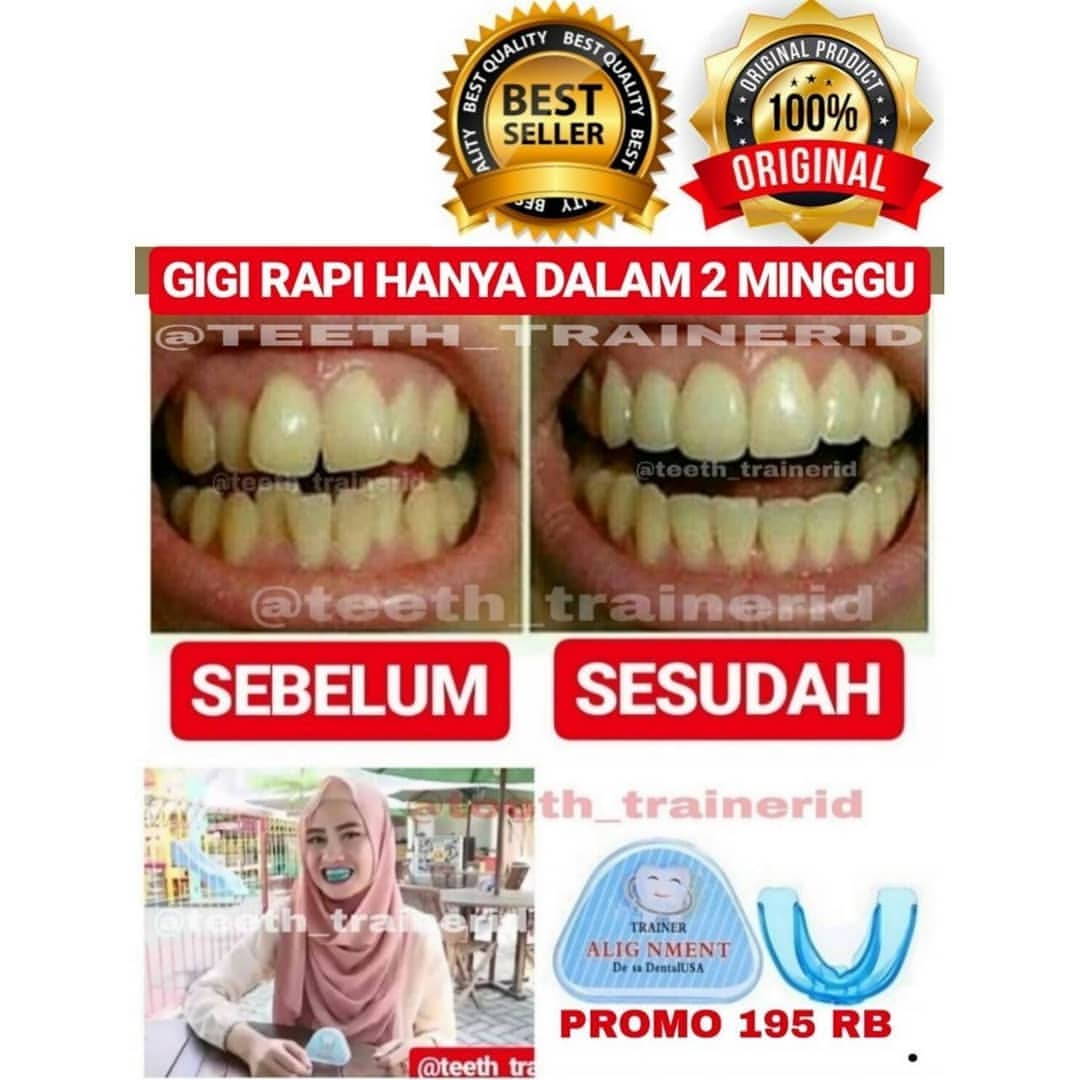 BEST QUALITY BEST QUALITY BEST
BEST
SELLER
ORIGINAL PRODUCT
100%
ORIGINAL
GIGI RAPI HANYA DALAM 2 MINGGU
@TEETH_TRAINERID
@teeth_trainerid
@teeth_trainerid
@teeth_trainerid
SEBELUM
SESUDAH
@teeth_trainerid
TRAINER
ALIG NMENT
De sa DentalUSA
@teeth_trainerid
PROMO 195 RB
@teeth_tra